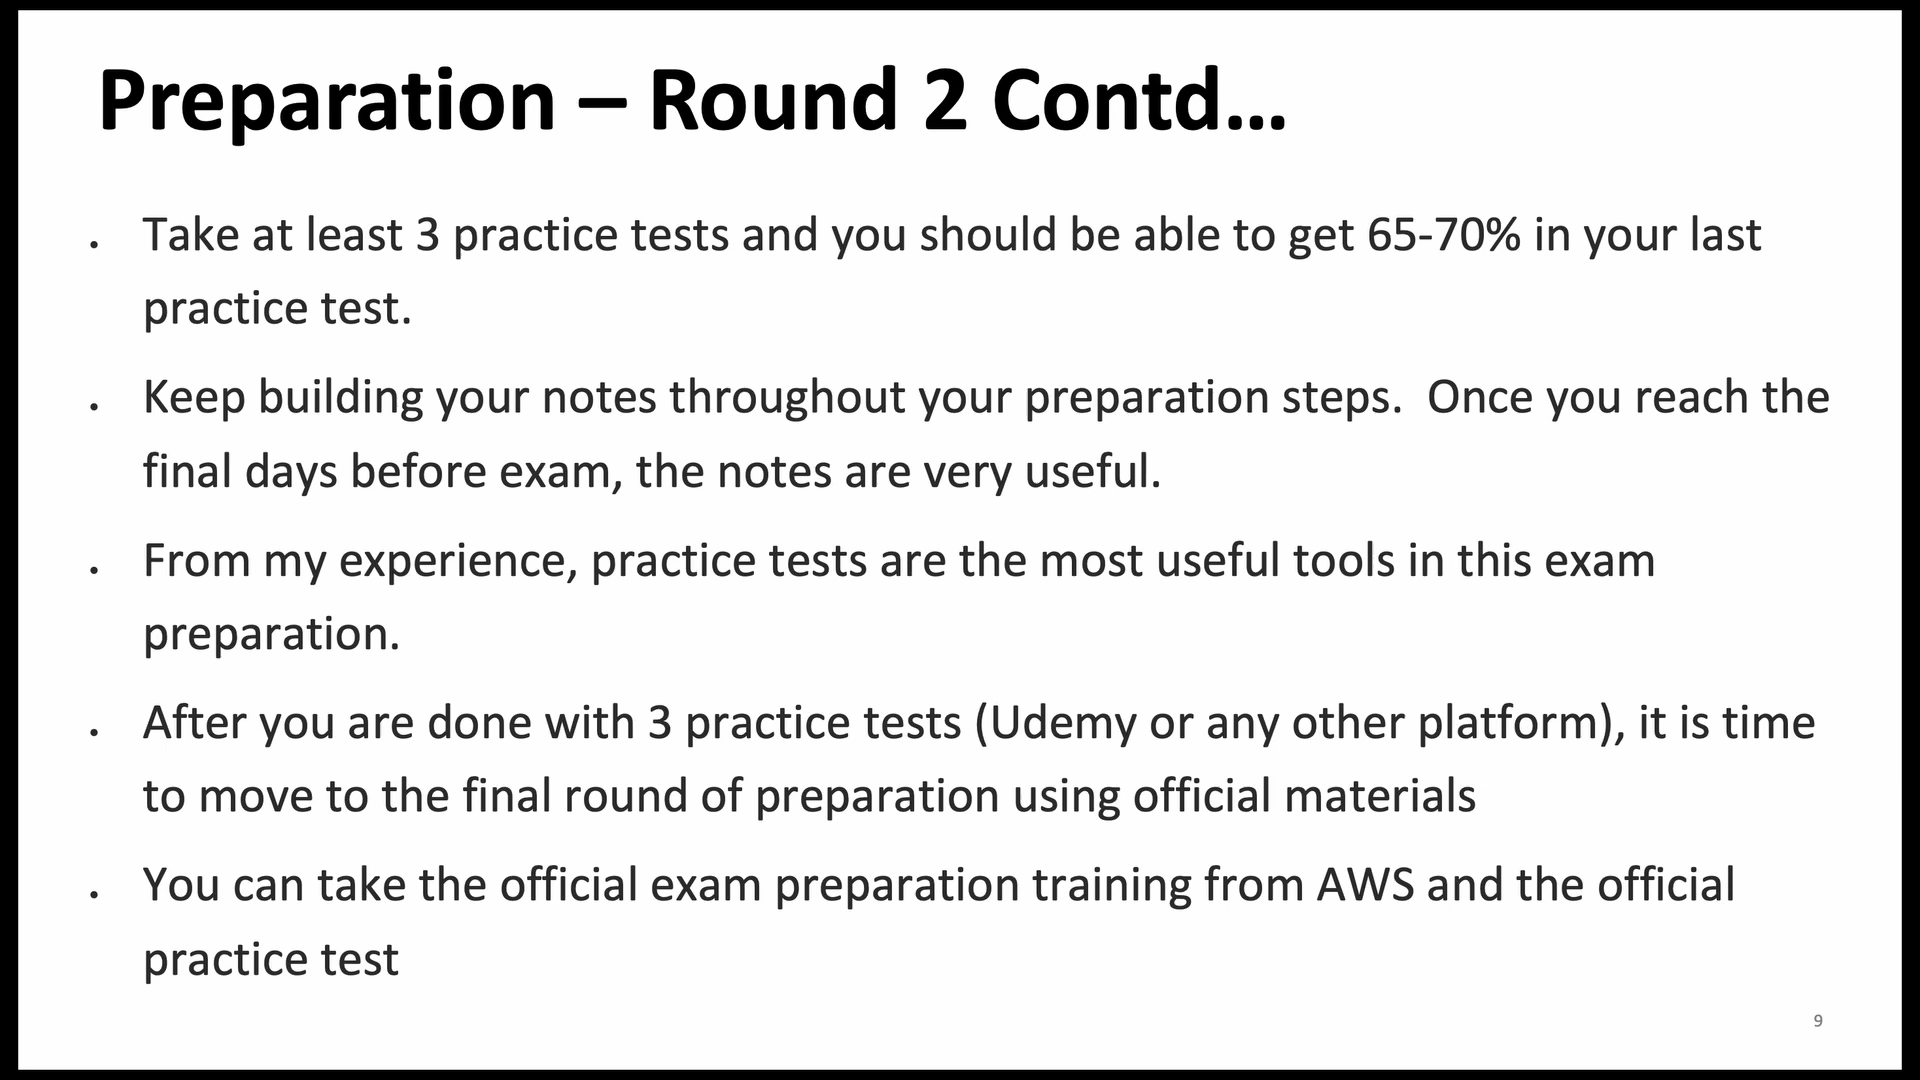 Preparation – Round 2 Contd...
• Take at least 3 practice tests and you should be able to get 65-70% in your last
practice test.
• Keep building your notes throughout your preparation steps.  Once you reach the
final days before exam, the notes are very useful.
• From my experience, practice tests are the most useful tools in this exam
preparation.
• After you are done with 3 practice tests (Udemy or any other platform), it is time
to move to the final round of preparation using official materials
• You can take the official exam preparation training from AWS and the official
practice test
9